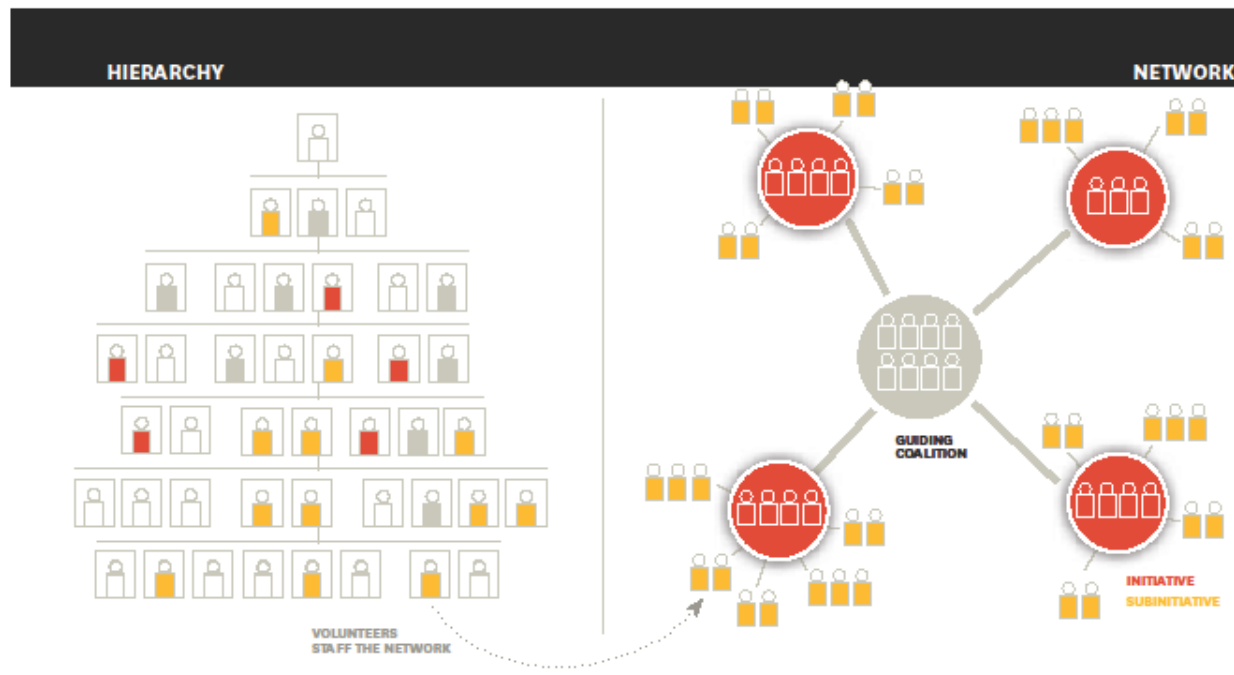 HIERARCHY
NETWORK
GUIDING
COALITION
INITIATIVE
SUBINITIATIVE
VOLUNTEERS
STAFF THE NETWORK